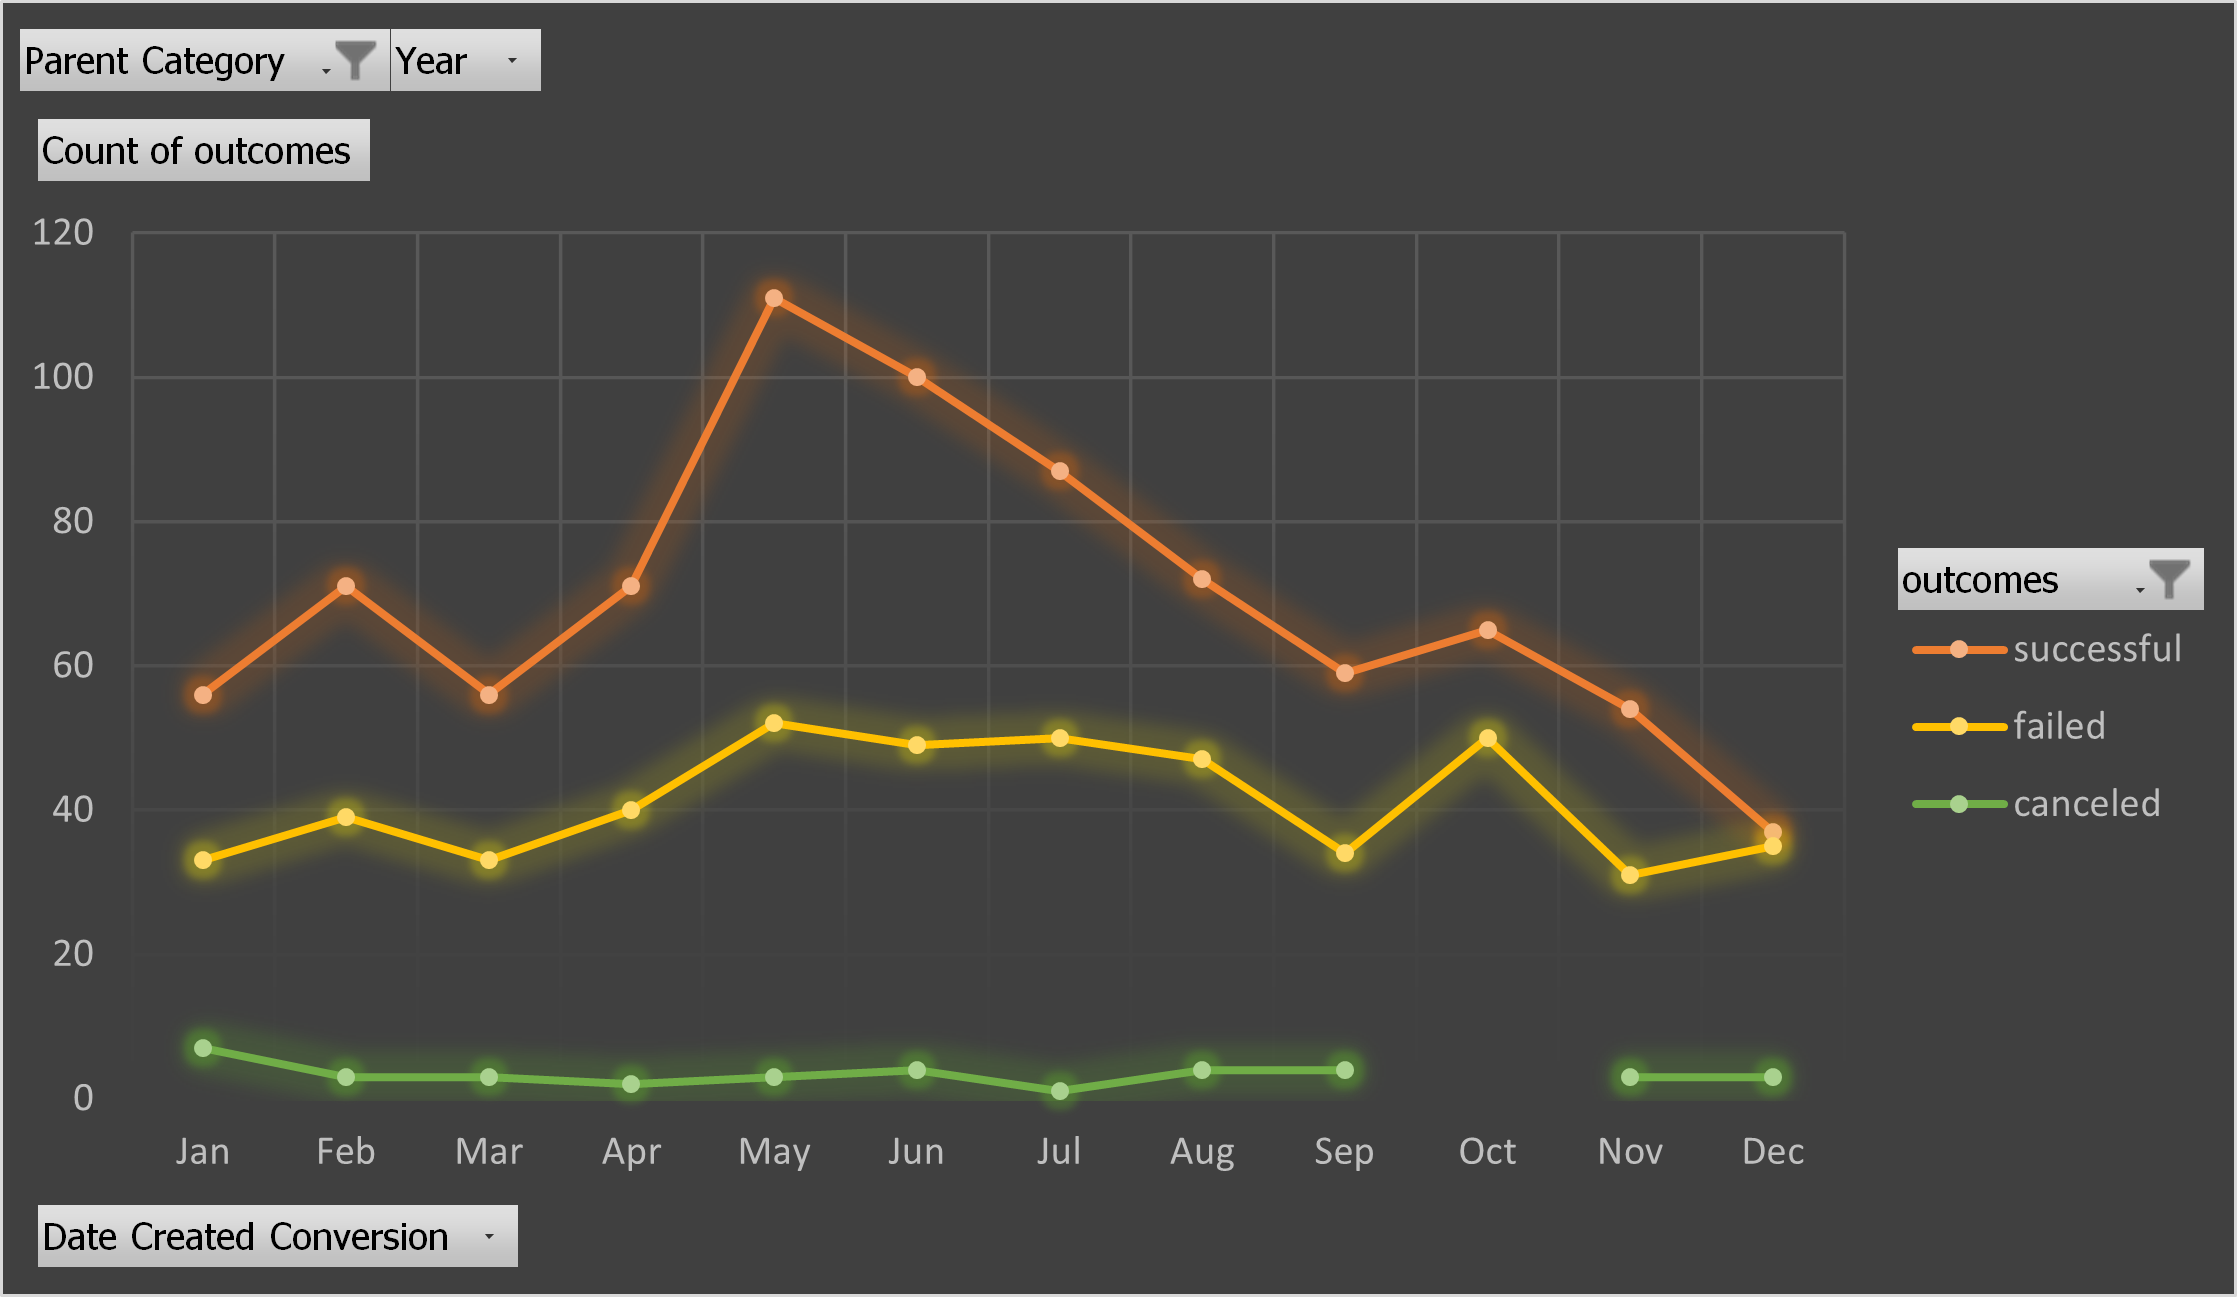 Parent Category Year
Count of outcomes
120
100
80
60
40
20
0
Jan Feb Mar Apr May Jun Jul Aug Sep Oct Nov Dec
outcomes
successful
failed
canceled
Date Created Conversion